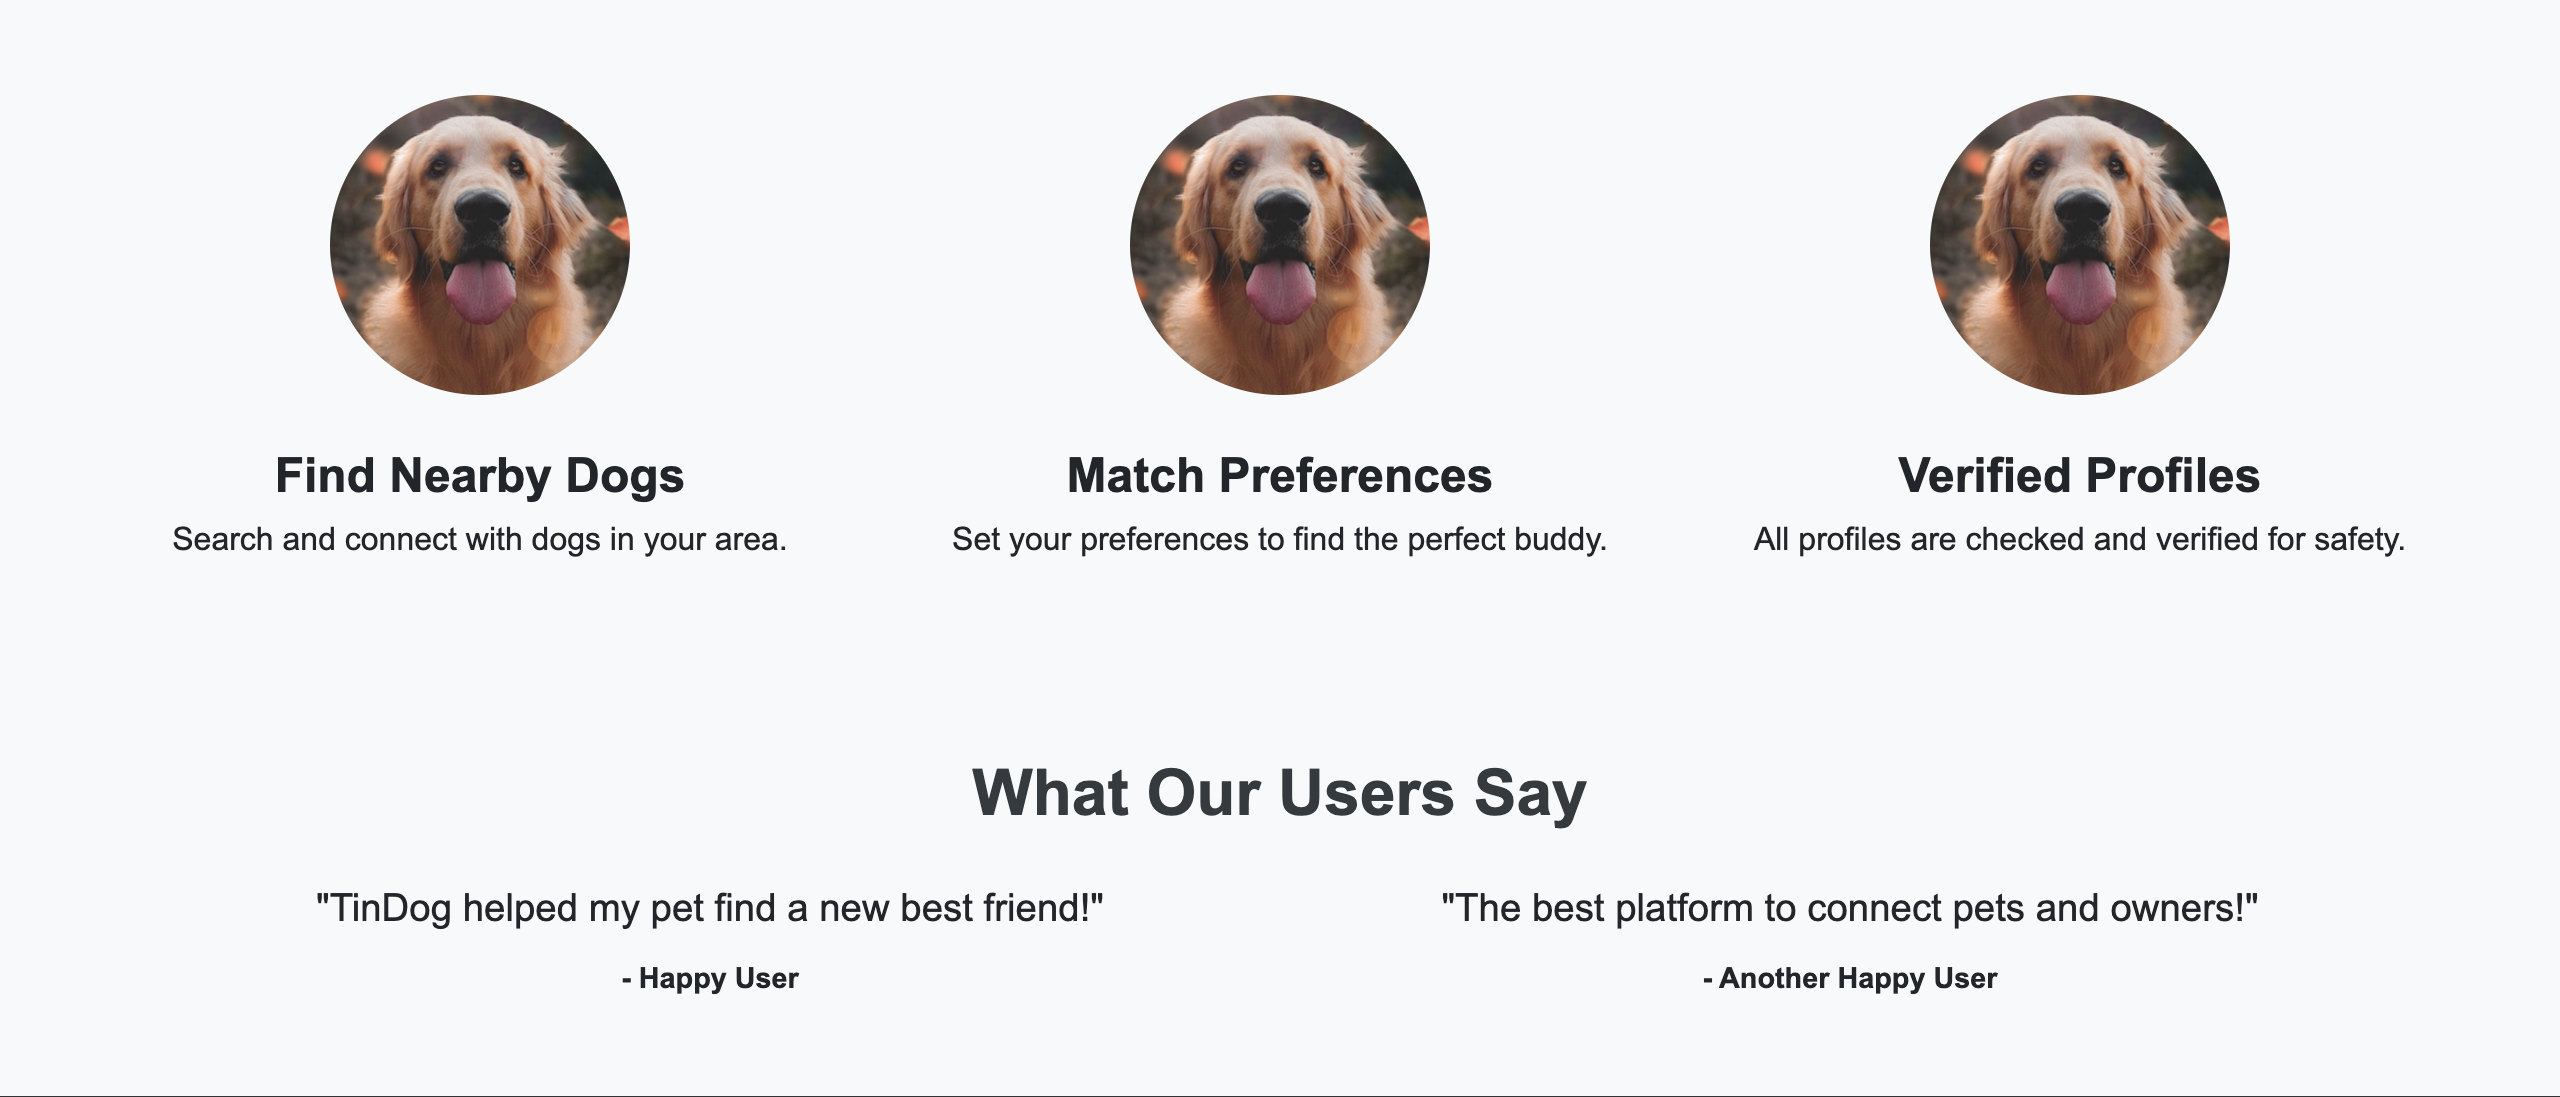 Find Nearby Dogs
Search and connect with dogs in your area.
Match Preferences
Set your preferences to find the perfect buddy.
Verified Profiles
All profiles are checked and verified for safety.
What Our Users Say
"TinDog helped my pet find a new best friend!"
- Happy User
"The best platform to connect pets and owners!"
- Another Happy User